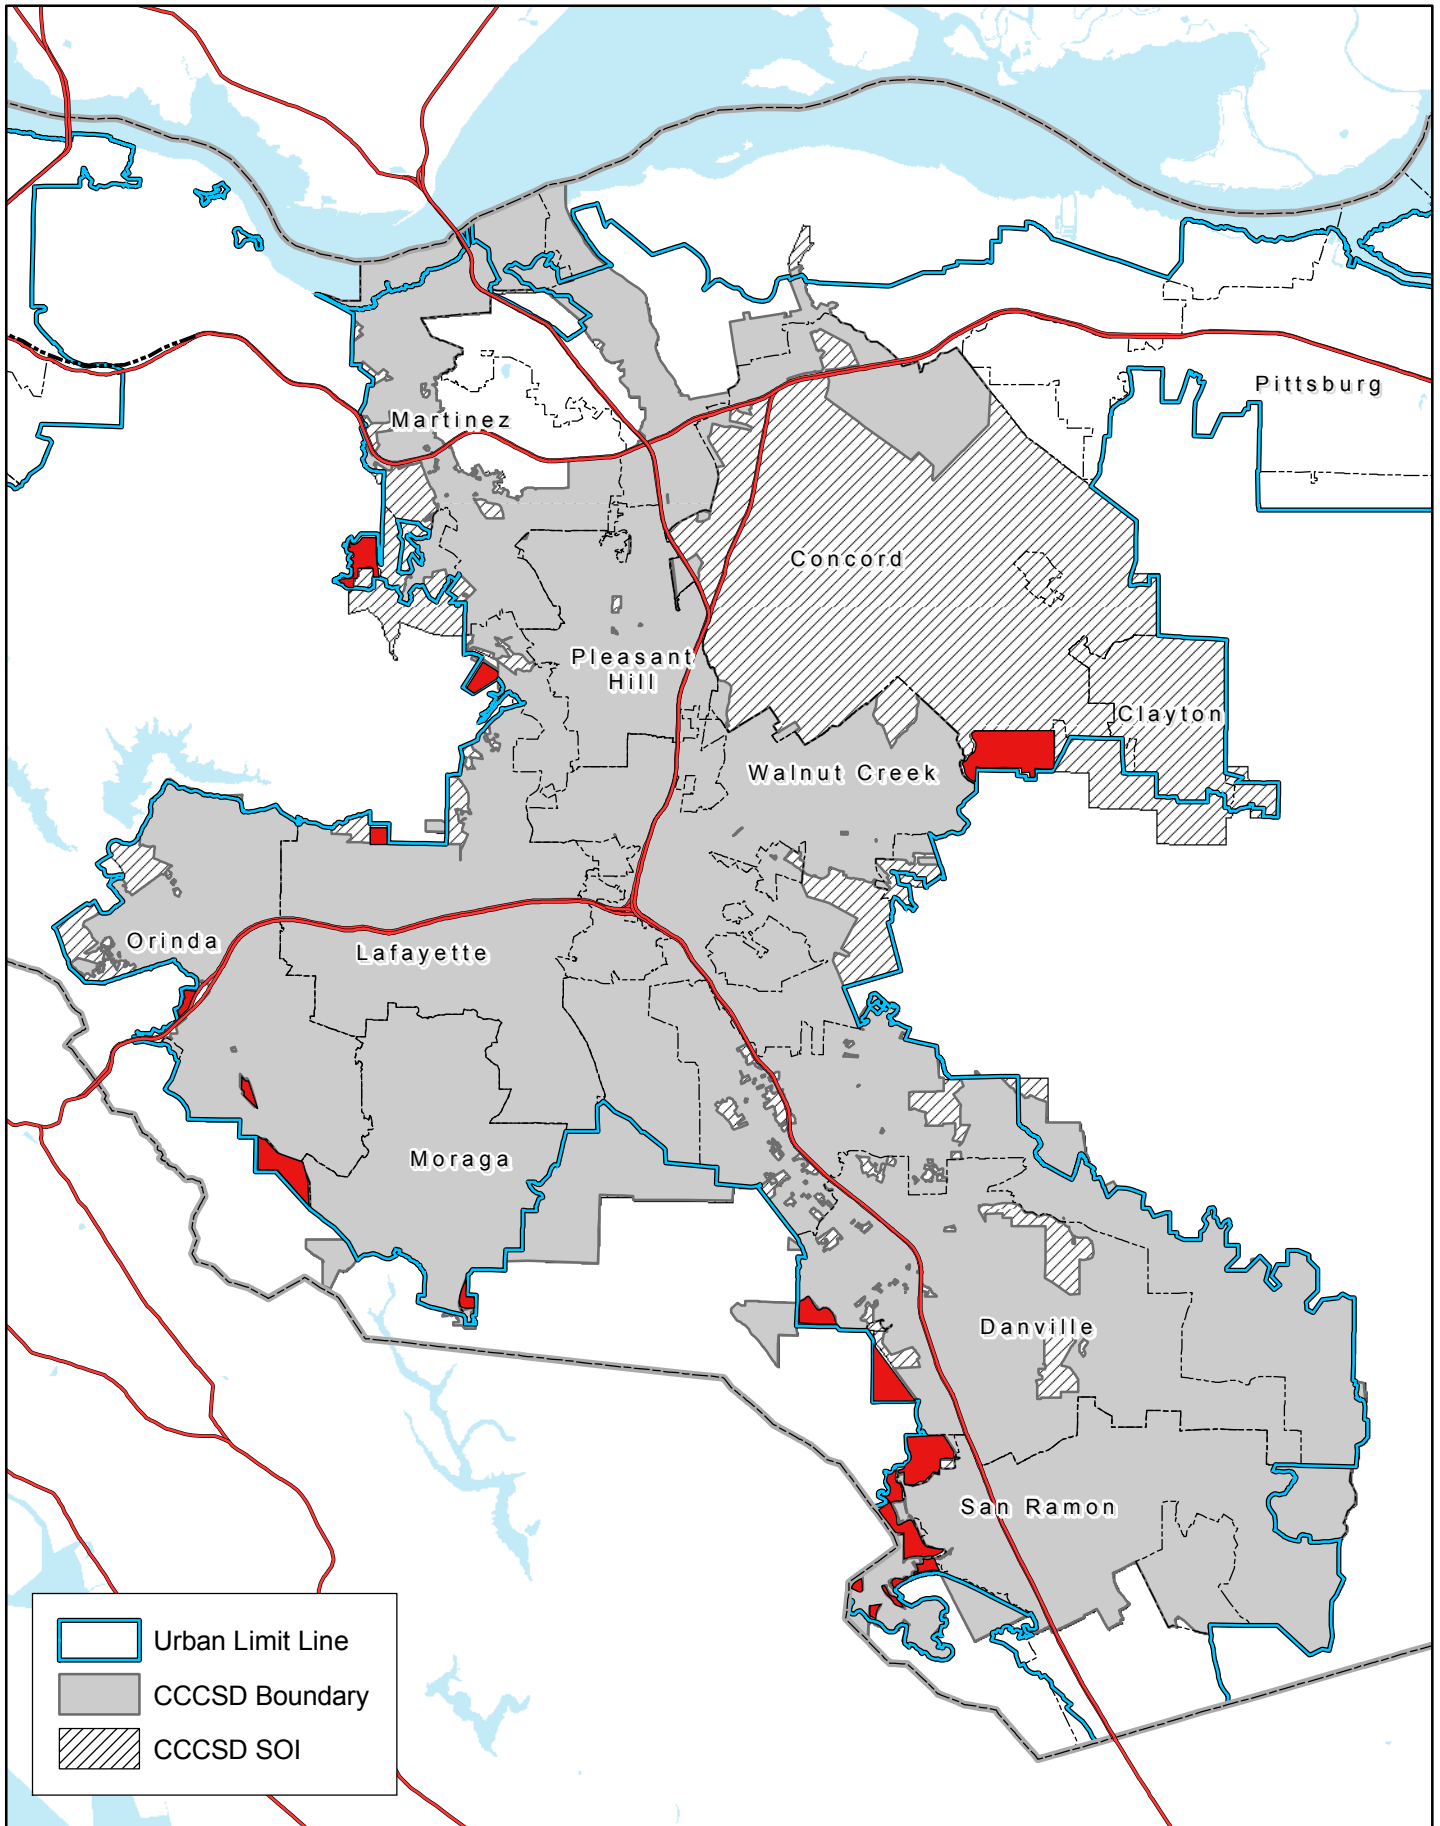 Pittsburg
Martinez
Concord
Pleasant
Hill
Clayton
Walnut Creek
Orinda
Lafayette
Moraga
Danville
San Ramon
Urban Limit Line
CCCSD Boundary
CCCSD SOI